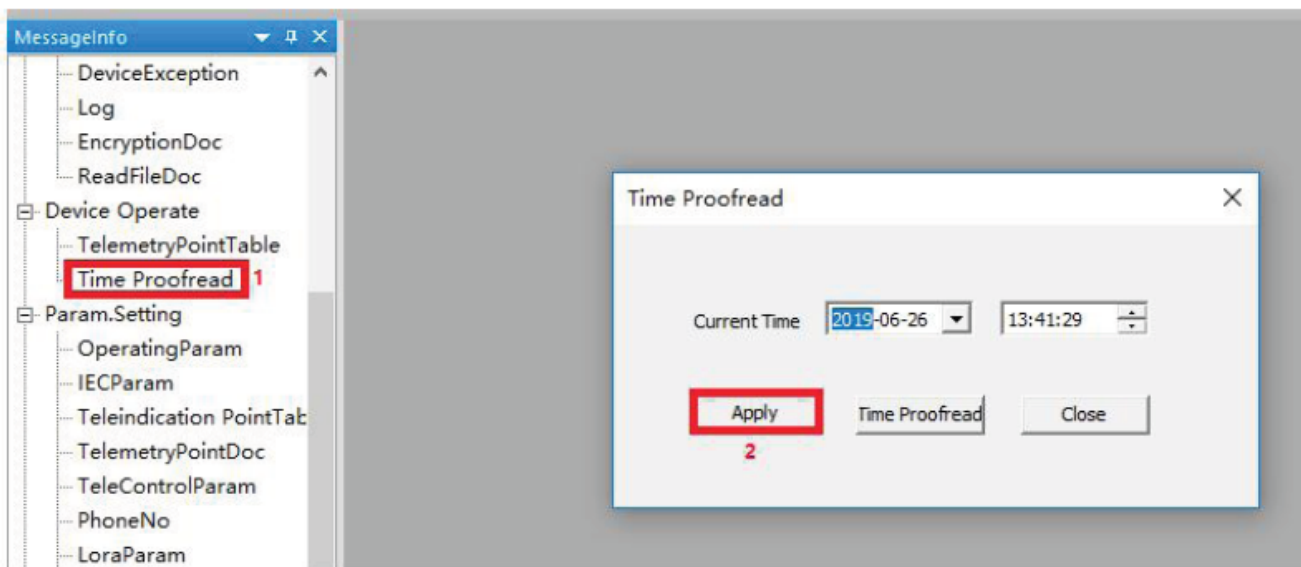 MessageInfo
DeviceException
Log
EncryptionDoc
ReadFileDoc
Device Operate
TelemetryPointTable
Time Proofread 1
Param.Setting
OperatingParam
IECParam
Teleindication PointTab
TelemetryPointDoc
TeleControlParam
PhoneNo
LoraParam
Time Proofread
Current Time 2019-06-26 13:41:29
Apply Time Proofread Close
2